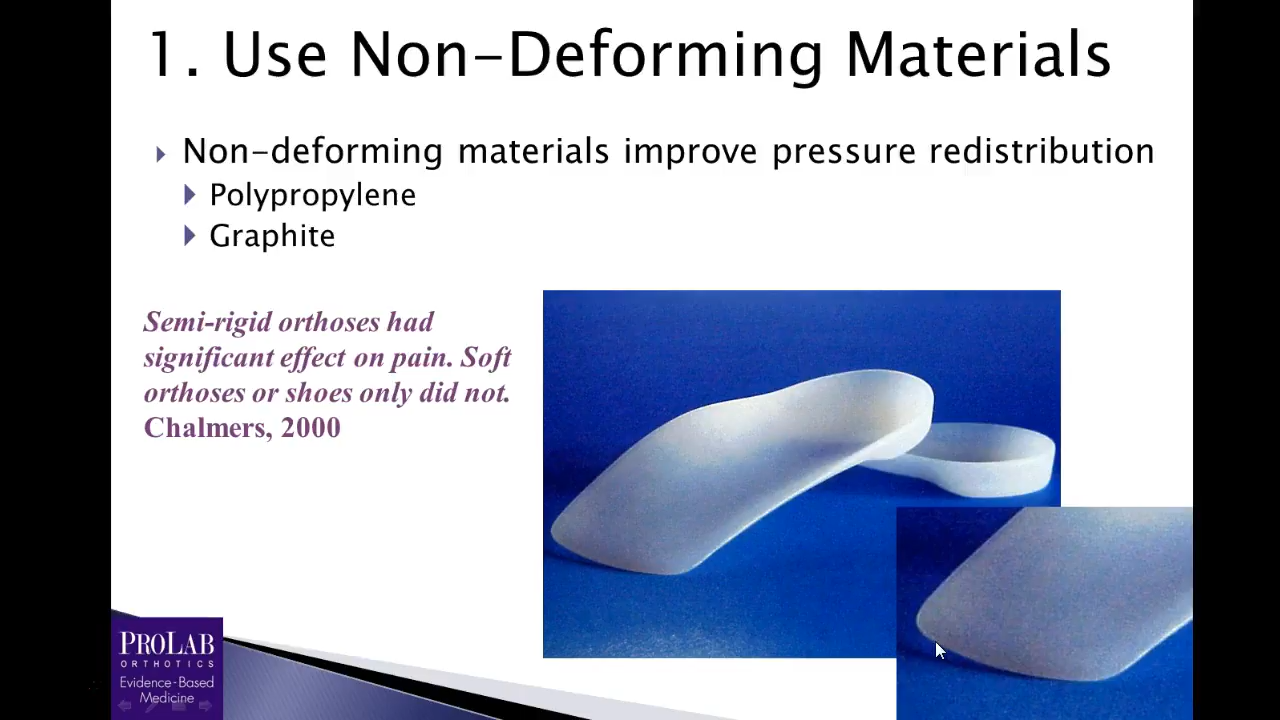 1. Use Non-Deforming Materials
Non-deforming materials improve pressure redistribution
Polypropylene
Graphite
Semi-rigid orthoses had
significant effect on pain. Soft
orthoses or shoes only did not.
Chalmers, 2000
PROLAB
ORTHOTICS
Evidence-Based
Medicine